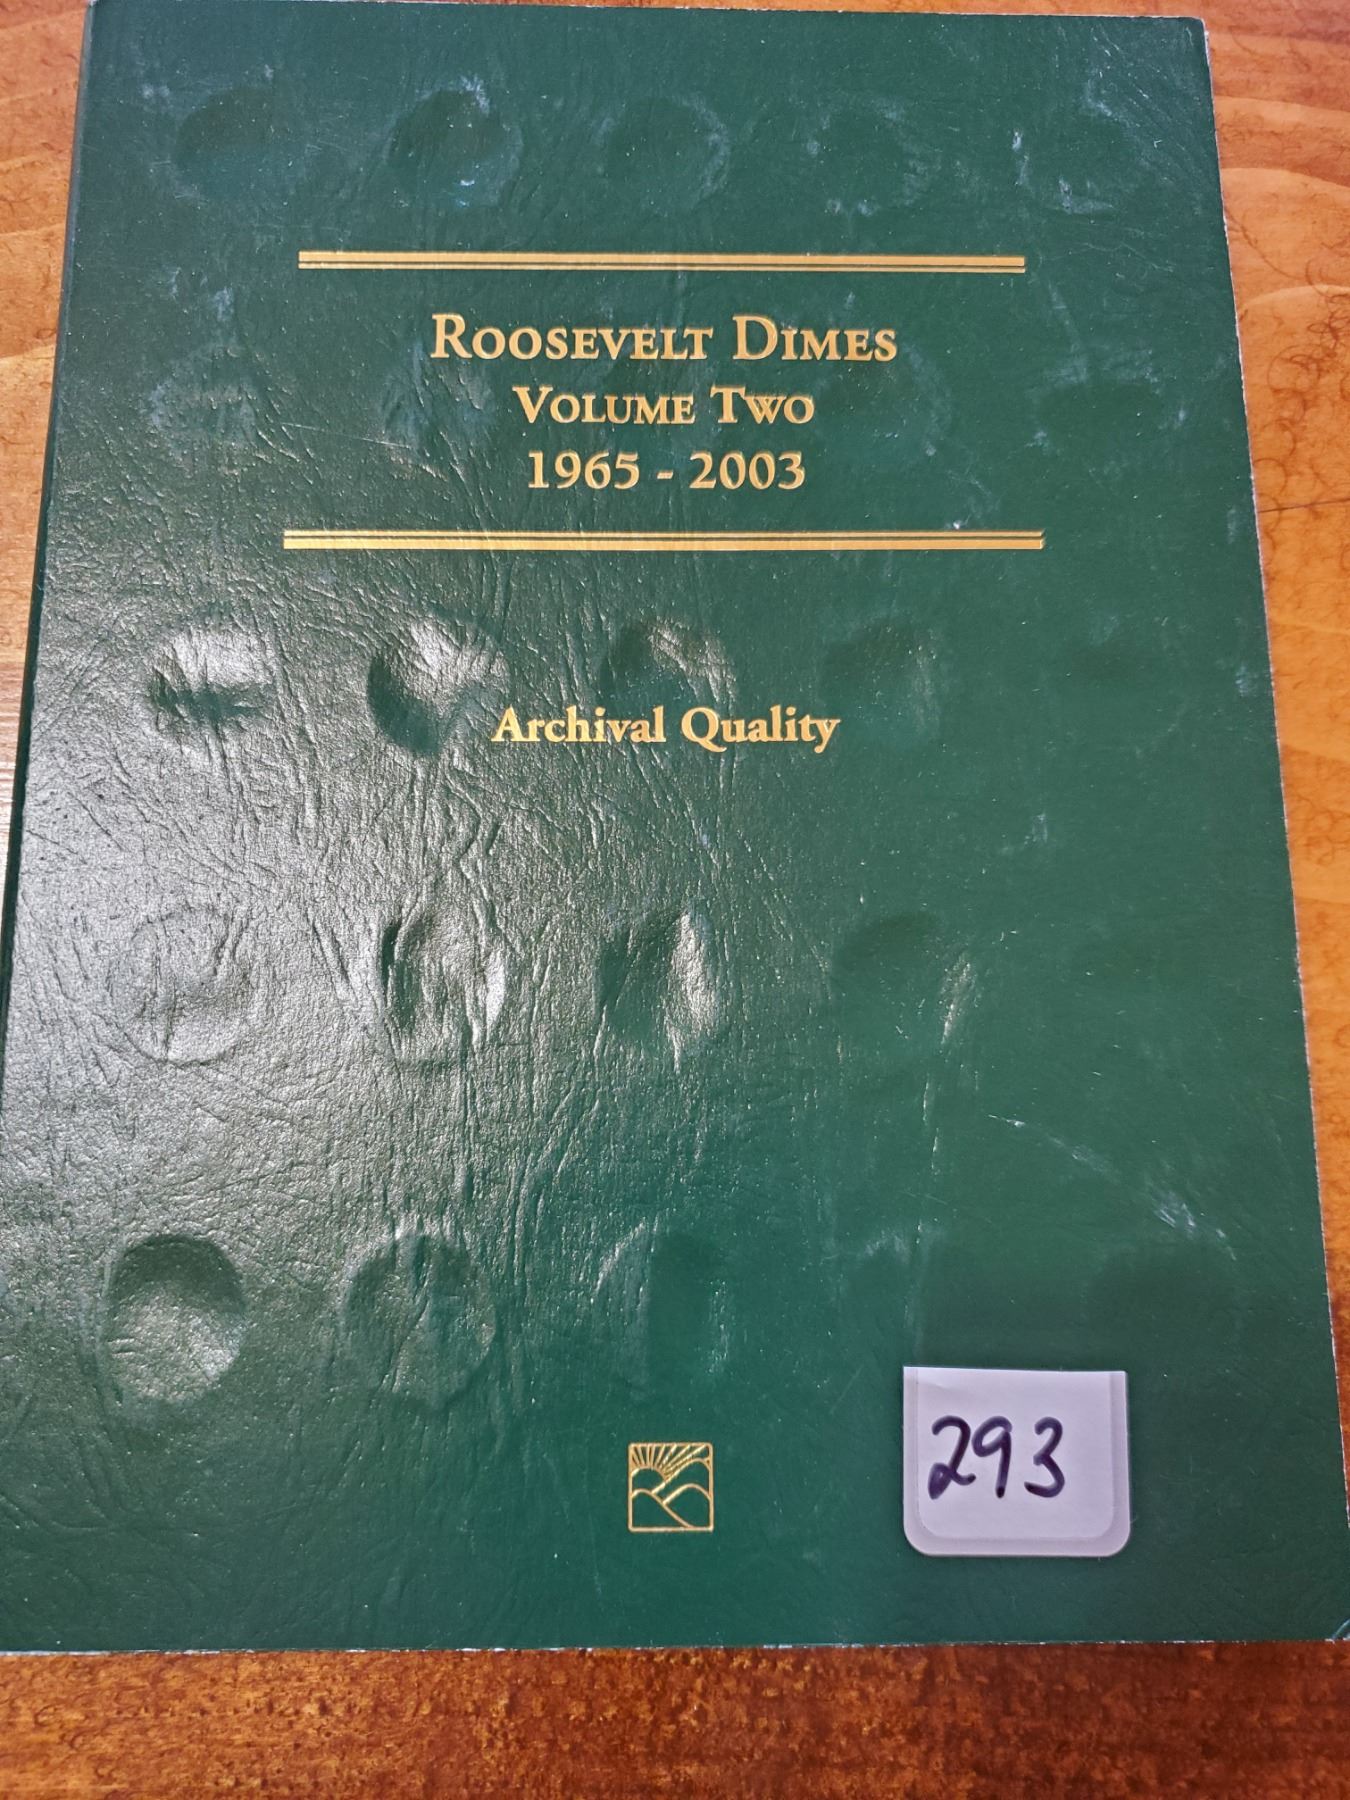 ROOSEVELT DIMES
VOLUME TWO
1965 - 2003
Archival Quality
293